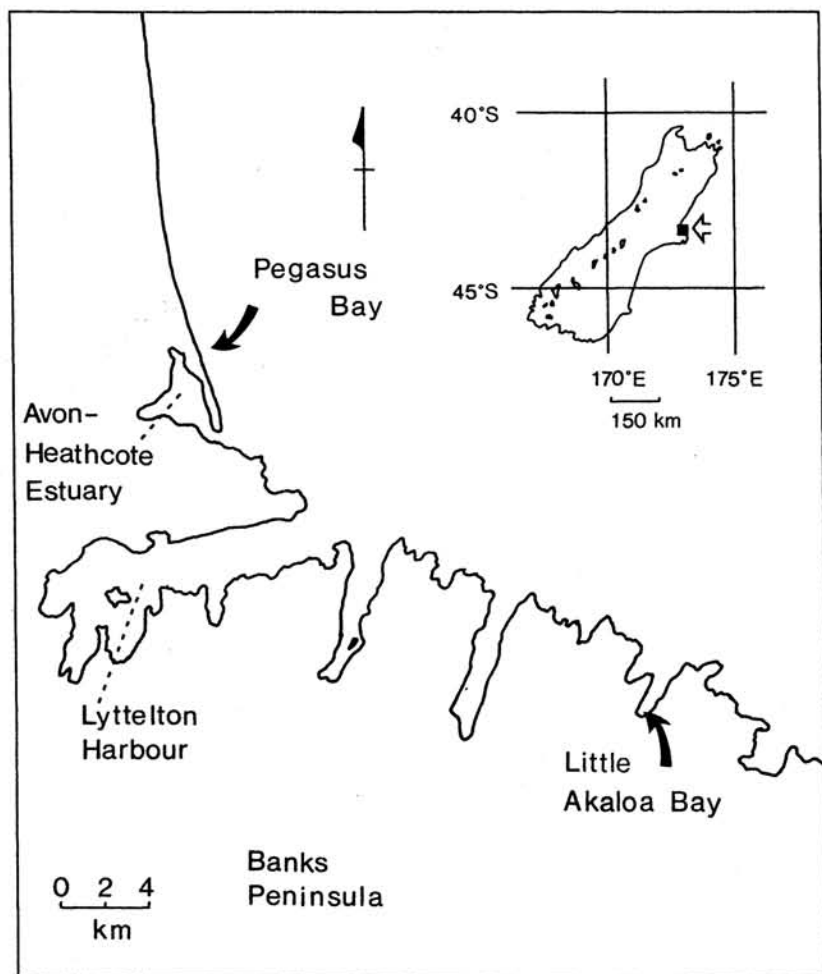 40°S
Pegasus
Bay
45°S
170°E 175°E
150 km
Avon-
Heathcote
Estuary
Lyttelton
Harbour
Little
Akaloa Bay
Banks
Peninsula
0 2 4
km